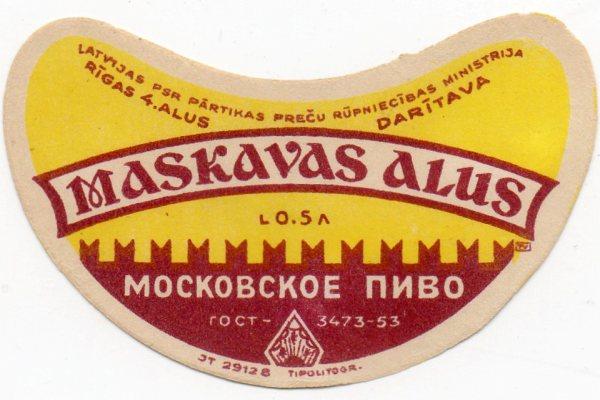 LATVIJAS PSR PĀRTIKAS PREČU RŪPNIECĪBAS MINISTRIJA
RĪGAS 4. ALUS DARĪTAVA
MASKAVAS ALUS
L 0.5 Л
МОСКОВСКОЕ ПИВО
ГОСТ- 3473-53
JT 29128 TIPOLITOGR.